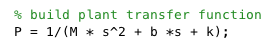 % build plant transfer function
P = 1/(M * s^2 + b *s + k);